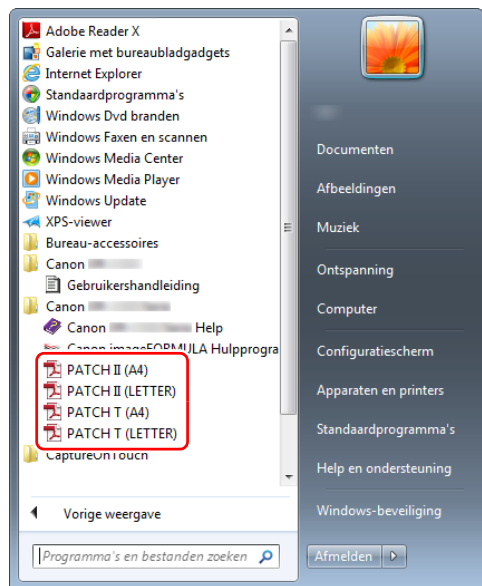 Adobe Reader X
Galerie met bureaubladgadgets
Internet Explorer
Standaardprogramma's
Windows Dvd branden
Windows Faxen en scannen
Windows Media Center
Windows Media Player
Windows Update
XPS-viewer
Bureau-accessoires
Canon
Gebruikershandleiding
Canon
Canon Help
Canon imageFORMULA Hulpprogra
PATCH II (A4)
PATCH II (LETTER)
PATCH T (A4)
PATCH T (LETTER)
CaptureOnTouch
Vorige weergave
Programma's en bestanden zoeken
Documenten
Afbeeldingen
Muziek
Ontspanning
Computer
Configuratiescherm
Apparaten en printers
Standaardprogramma's
Help en ondersteuning
Windows-beveiliging
Afmelden